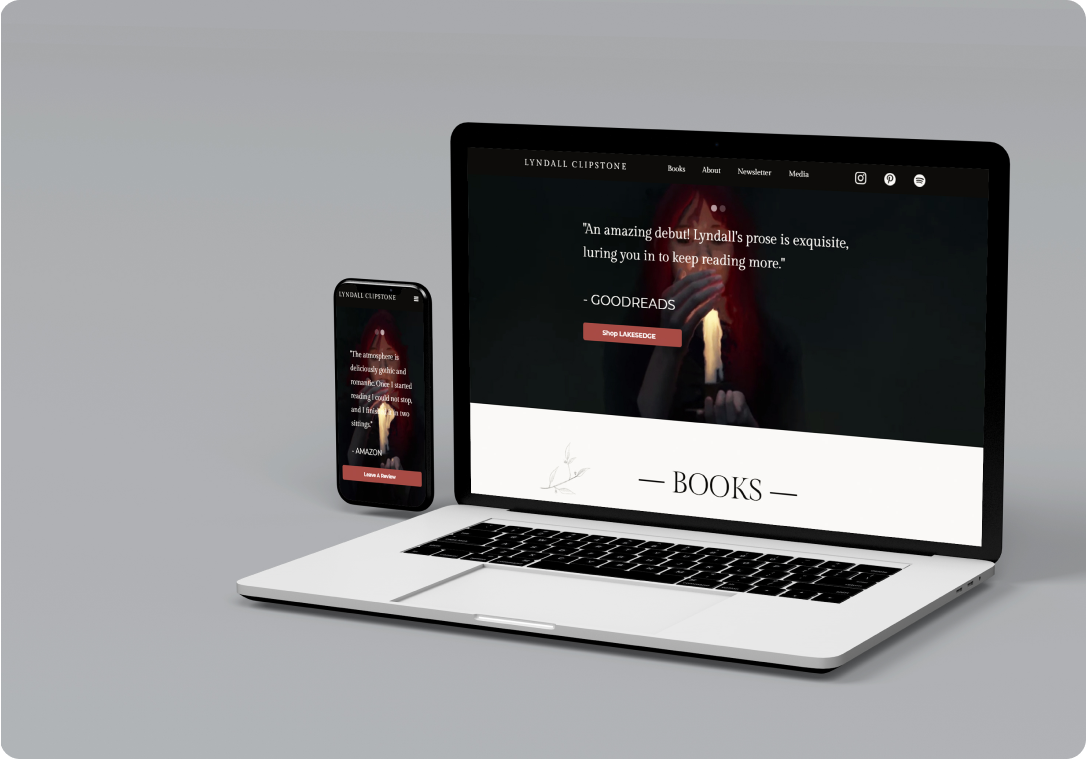 LYNDALL CLIPSTONE
Books About Newsletter Media
"An amazing debut! Lyndall's prose is exquisite,
luring you in to keep reading more."
- GOODREADS
Shop LAKESEDGE
— BOOKS —
LYNDALL CLIPSTONE
"The atmosphere is
deliciously gothic and
romantic. Once I started
reading I could not stop,
and I finished in two
sittings."
- AMAZON
Leave A Review